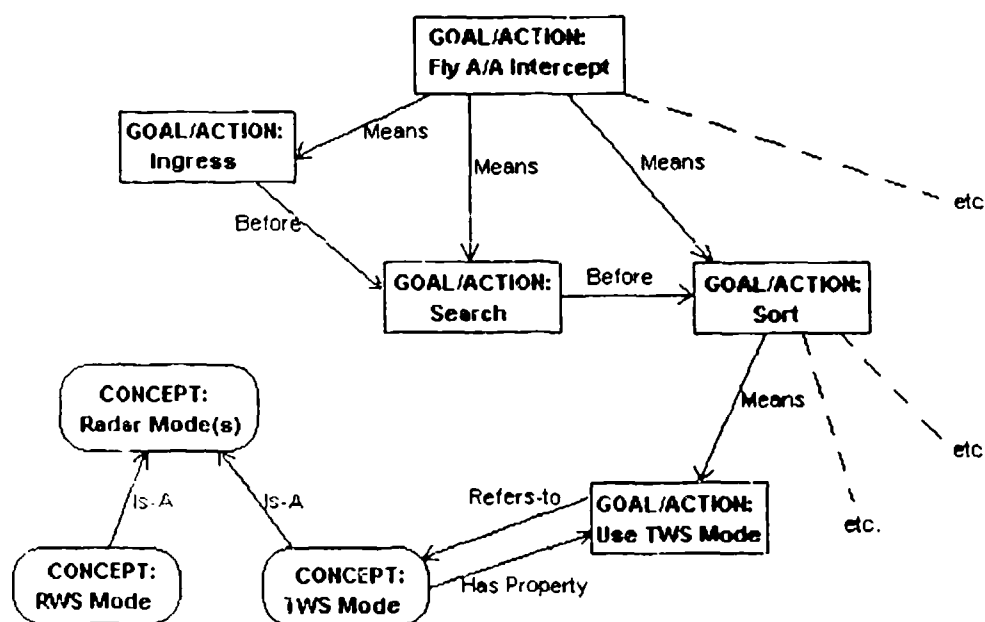 GOAL/ACTION:
Fly A/A Intercept
GOAL/ACTION:
Ingress
Means
Means
Means
etc
Before
GOAL/ACTION:
Search
Before
GOAL/ACTION:
Sort
CONCEPT:
Radar Mode(s)
Means
etc
Is-A
Is-A
Refers-to
GOAL/ACTION:
Use TWS Mode
etc.
CONCEPT:
RWS Mode
CONCEPT:
TWS Mode
Has Property